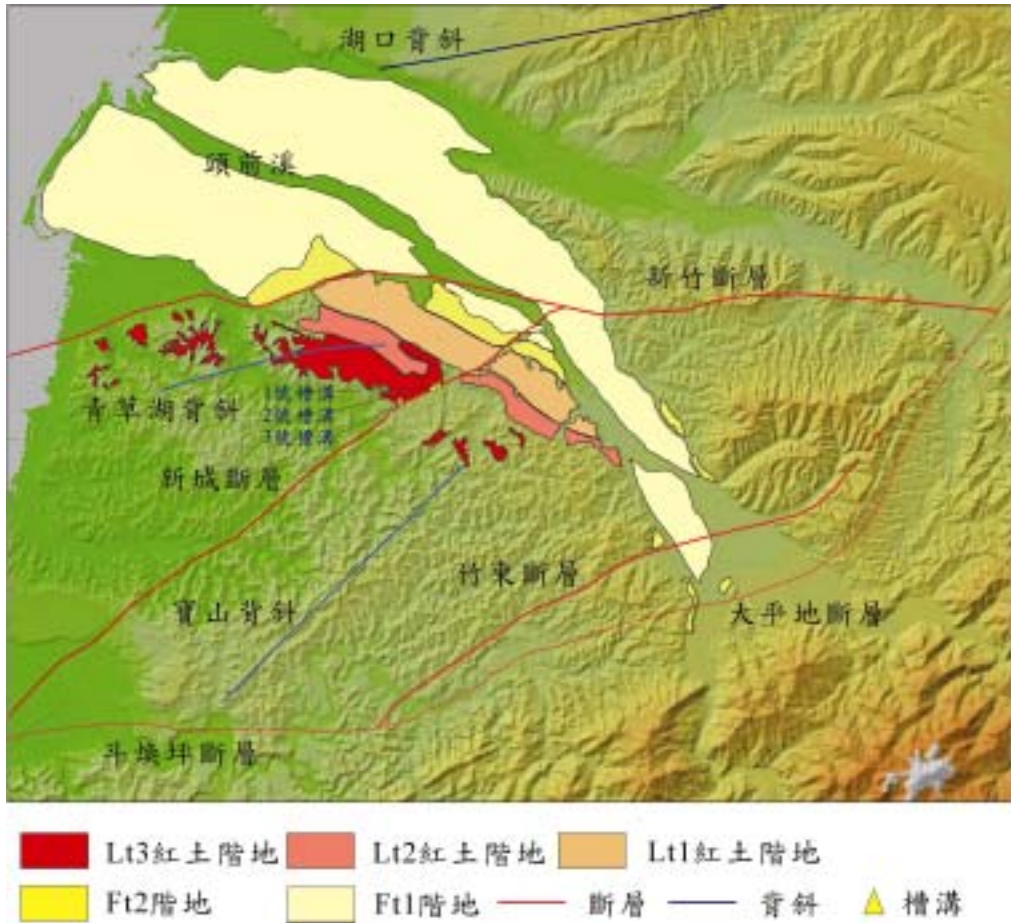 湖口背斜
頭前溪
新竹斷層
青草湖背斜
1號槽溝
2號槽溝
3號槽溝
新城斷層
竹東斷層
寶山背斜
大平地斷層
斗煥坪斷層
Lt3紅土階地
Lt2紅土階地
Lt1紅土階地
Ft2階地
Ft1階地
斷層
背斜
槽溝